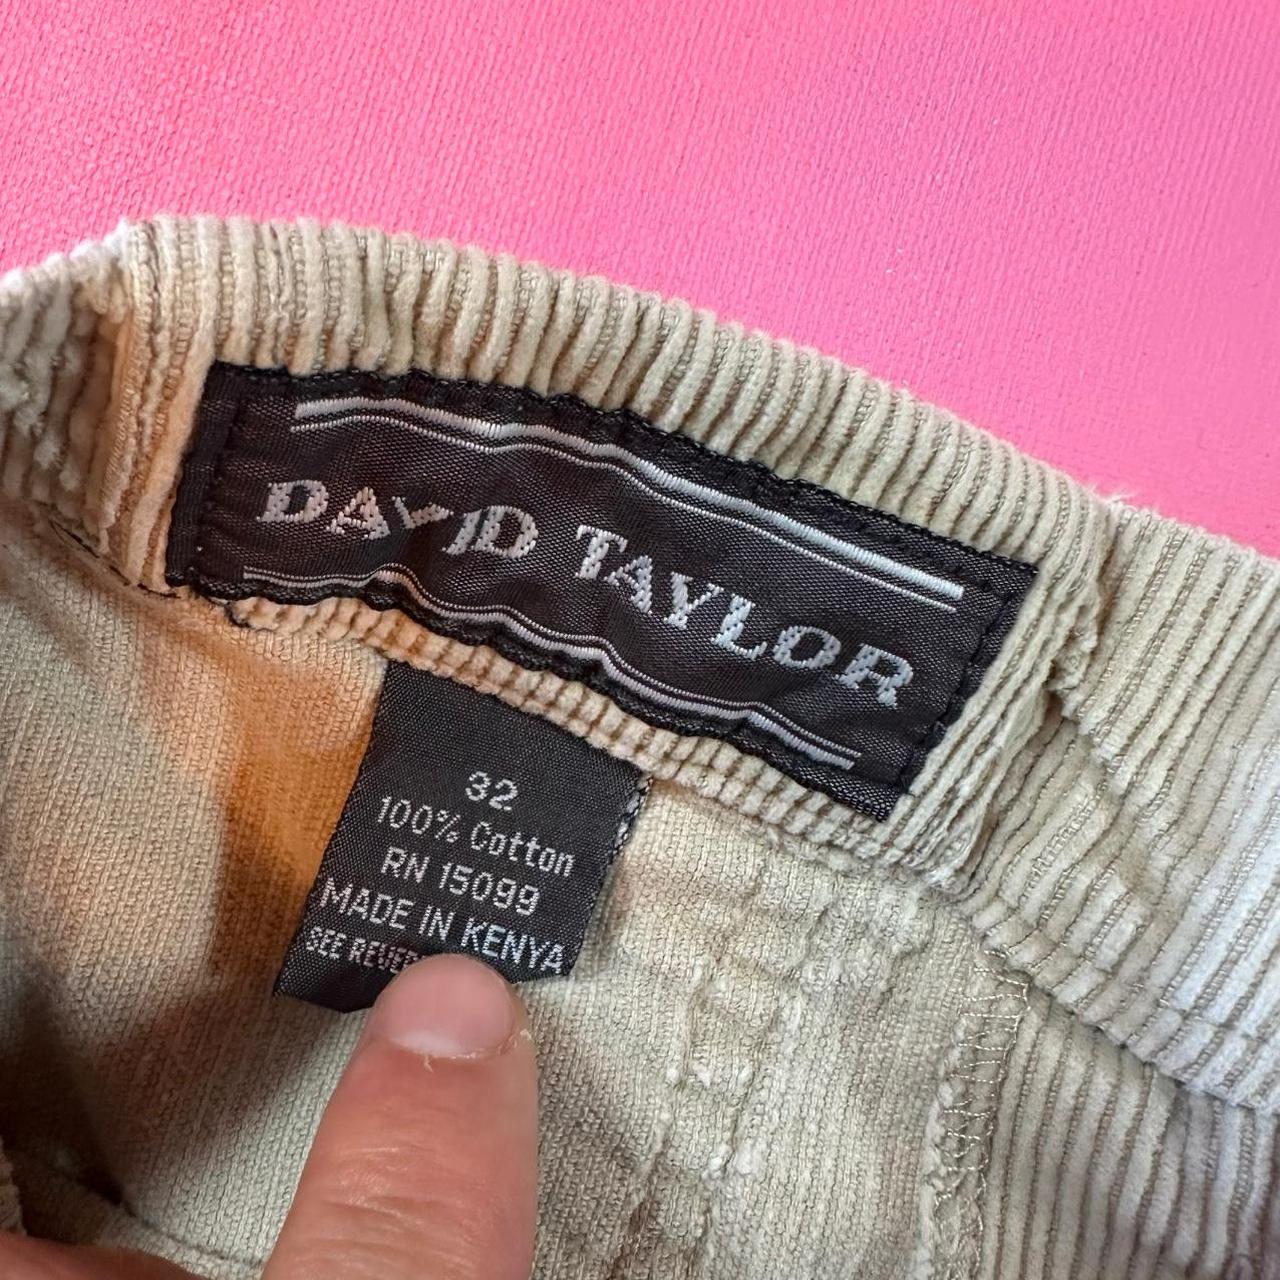 DAVID TAYLOR
32
100% Cotton
RN 15099
MADE IN KENYA
SEE